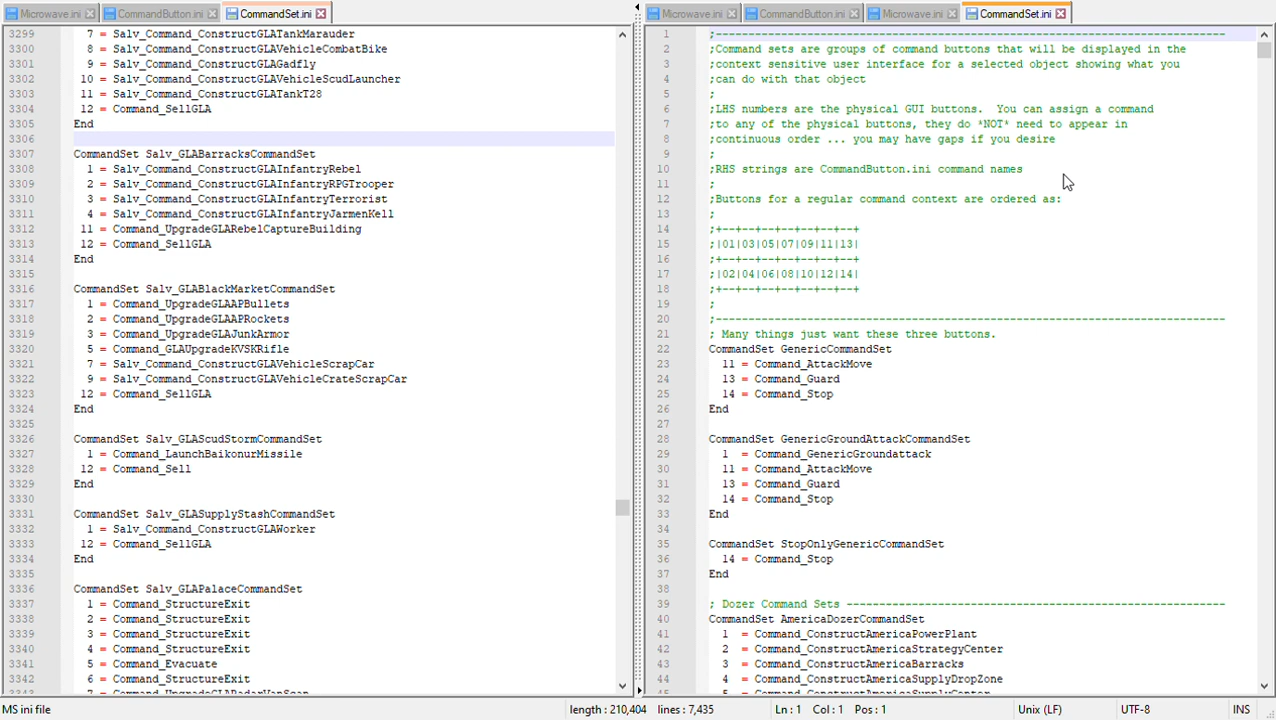 Microwave.ini CommandButton.ini CommandSet.ini
3299 7 = Salv_Command_ConstructGLATankMarauder
3300 8 = Salv_Command_ConstructGLAVehicleCombatBike
3301 9 = Salv_Command_ConstructGLAGadfly
3302 10 = Salv_Command_ConstructGLAVehicleScudLauncher
3303 11 = Salv_Command_ConstructGLATankT28
3304 12 = Command_SellGLA
3305 End
3306
3307 CommandSet Salv_GLABarracksCommandSet
3308 1 = Salv_Command_ConstructGLAInfantryRebel
3309 2 = Salv_Command_ConstructGLAInfantryRPGTrooper
3310 3 = Salv_Command_ConstructGLAInfantryTerrorist
3311 4 = Salv_Command_ConstructGLAInfantryJarmenKell
3312 11 = Command_UpgradeGLARebelCaptureBuilding
3313 12 = Command_SellGLA
3314 End
3315
3316 CommandSet Salv_GLABlackMarketCommandSet
3317 1 = Command_UpgradeGLAAPBullets
3318 2 = Command_UpgradeGLAAPRockets
3319 3 = Command_UpgradeGLAJunkArmor
3320 5 = Command_GLAUpgradeKVSKRifle
3321 7 = Salv_Command_ConstructGLAVehicleScrapCar
3322 9 = Salv_Command_ConstructGLAVehicleCrateScrapCar
3323 12 = Command_SellGLA
3324 End
3325
3326 CommandSet Salv_GLAScudStormCommandSet
3327 1 = Command_LaunchBaikonurMissile
3328 12 = Command_Sell
3329 End
3330
3331 CommandSet Salv_GLASupplyStashCommandSet
3332 1 = Salv_Command_ConstructGLAWorker
3333 12 = Command_SellGLA
3334 End
3335
3336 CommandSet Salv_GLAPalaceCommandSet
3337 1 = Command_StructureExit
3338 2 = Command_StructureExit
3339 3 = Command_StructureExit
3340 4 = Command_StructureExit
3341 5 = Command_Evacuate
3342 6 = Command_StructureExit
3343 7 = Command_UpgradeGLARadarVanScan
Microwave.ini CommandButton.ini Microwave.ini CommandSet.ini
1 ;------------------------------------------------------------------------------
2 ;Command sets are groups of command buttons that will be displayed in the
3 ;context sensitive user interface for a selected object showing what you
4 ;can do with that object
5 ;
6 ;LHS numbers are the physical GUI buttons.  You can assign a command
7 ;to any of the physical buttons, they do *NOT* need to appear in
8 ;continuous order ... you may have gaps if you desire
9 ;
10 ;RHS strings are CommandButton.ini command names
11 ;
12 ;Buttons for a regular command context are ordered as:
13 ;
14 ;+--+--+--+--+--+--+--+
15 ;|01|03|05|07|09|11|13|
16 ;+--+--+--+--+--+--+--+
17 ;|02|04|06|08|10|12|14|
18 ;+--+--+--+--+--+--+--+
19 ;
20 ;------------------------------------------------------------------------------
21 ; Many things just want these three buttons.
22 CommandSet GenericCommandSet
23 11 = Command_AttackMove
24 13 = Command_Guard
25 14 = Command_Stop
26 End
27
28 CommandSet GenericGroundAttackCommandSet
29 1 = Command_GenericGroundattack
30 11 = Command_AttackMove
31 13 = Command_Guard
32 14 = Command_Stop
33 End
34
35 CommandSet StopOnlyGenericCommandSet
36 14 = Command_Stop
37 End
38
39 ; Dozer Command Sets ----------------------------------------------------------
40 CommandSet AmericaDozerCommandSet
41 1 = Command_ConstructAmericaPowerPlant
42 2 = Command_ConstructAmericaStrategyCenter
43 3 = Command_ConstructAmericaBarracks
44 4 = Command_ConstructAmericaSupplyDropZone
45 5 = Command_ConstructAmericaSupplyCenter
MS ini file length : 210,404 lines : 7,435 Ln : 1 Col : 1 Pos : 1 Unix (LF) UTF-8 INS